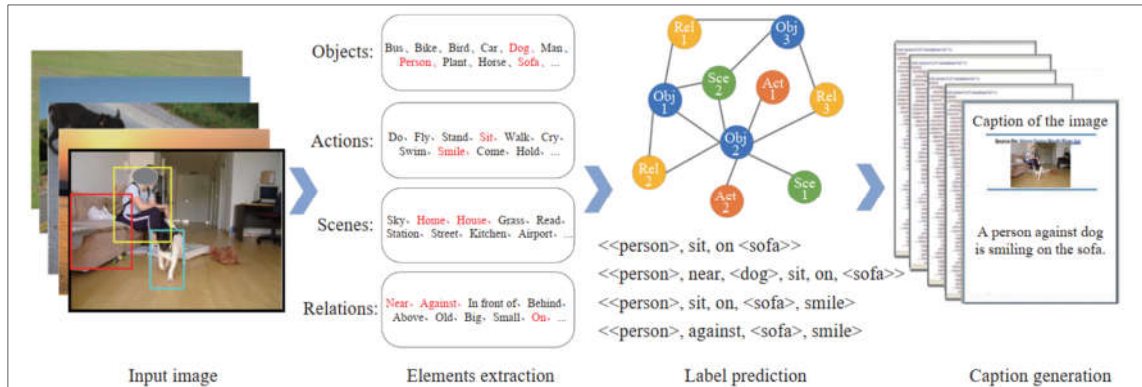 Objects:
Bus、Bike、Bird、Car、Dog、Man、
Person、Plant、Horse、Sofa、...
Actions:
Do、Fly、Stand、Sit、Walk、Cry、
Swim、Smile、Come、Hold、...
Scenes:
Sky、Home、House、Grass、Read、
Station、Street、Kitchen、Airport、...
Relations:
Near、Against、In front of、Behind、
Above、Old、Big、Small、On、...
Rel
1
Obj
3
Sce
2
Act
1
Obj
1
Rel
3
Obj
2
Rel
2
Act
2
Sce
1
<<person>, sit, on <sofa>>
<<person>, near, <dog>, sit, on, <sofa>>
<<person>, sit, on, <sofa>, smile>
<<person>, against, <sofa>, smile>
Caption of the image
A person against dog
is smiling on the sofa.
Input image
Elements extraction
Label prediction
Caption generation